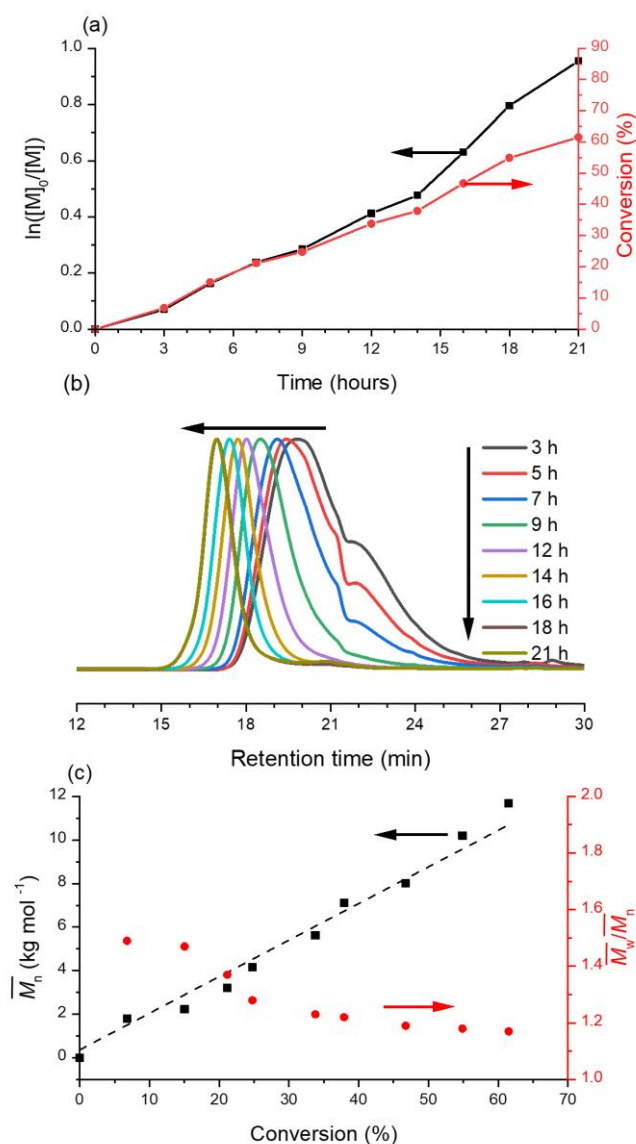 (a)
ln([M]₀/[M])
1.0
0.8
0.6
0.4
0.2
0.0
Conversion (%)
90
80
70
60
50
40
30
20
10
0
0 3 6 9 12 15 18 21
Time (hours)
(b)
3 h
5 h
7 h
9 h
12 h
14 h
16 h
18 h
21 h
12 15 18 21 24 27 30
Retention time (min)
(c)
M̅n (kg mol ⁻¹)
12
10
8
6
4
2
0
M̅w/M̅n
2.0
1.8
1.6
1.4
1.2
1.0
0 10 20 30 40 50 60 70
Conversion (%)